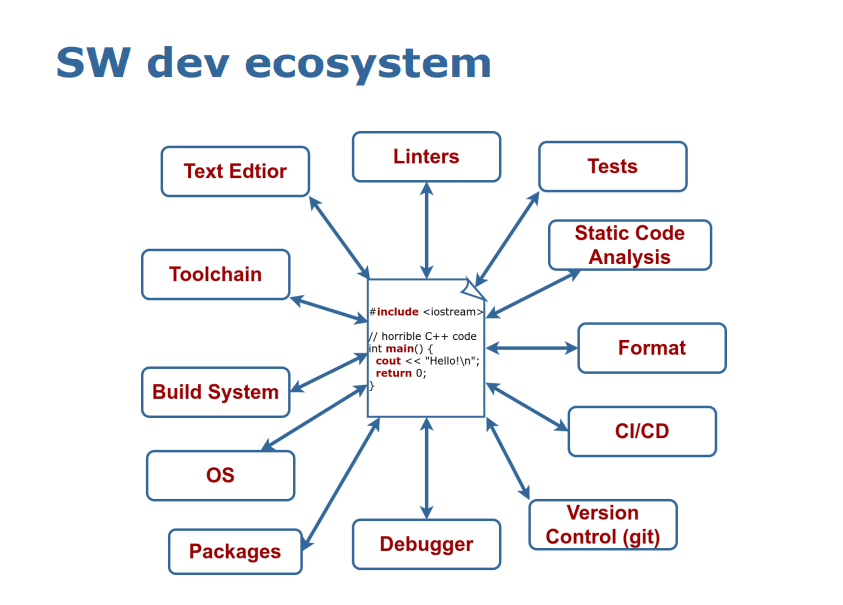 SW dev ecosystem
Linters
Text Edtior
Tests
Static Code
Analysis
Toolchain
#include <iostream>
// horrible C++ code
int main() {
  cout << "Hello!\n";
  return 0;
}
Format
Build System
CI/CD
OS
Version
Control (git)
Packages
Debugger